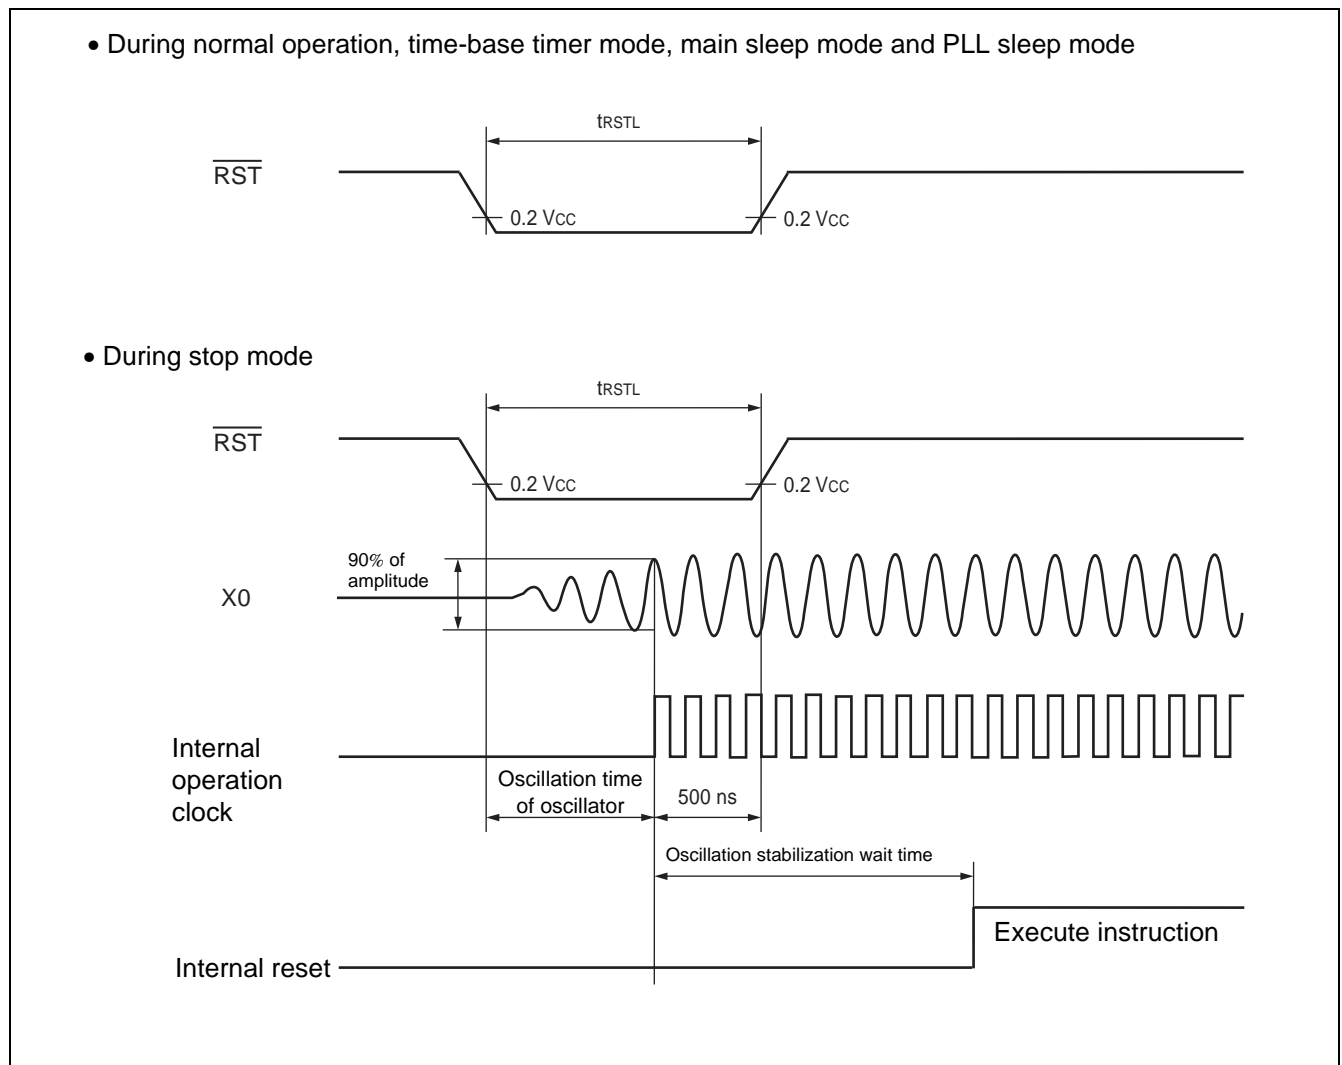 • During normal operation, time-base timer mode, main sleep mode and PLL sleep mode
tRSTL
RST
0.2 VCC
0.2 VCC
• During stop mode
tRSTL
RST
0.2 VCC
0.2 VCC
90% of
amplitude
X0
Internal
operation
clock
Oscillation time
of oscillator
500 ns
Oscillation stabilization wait time
Execute instruction
Internal reset